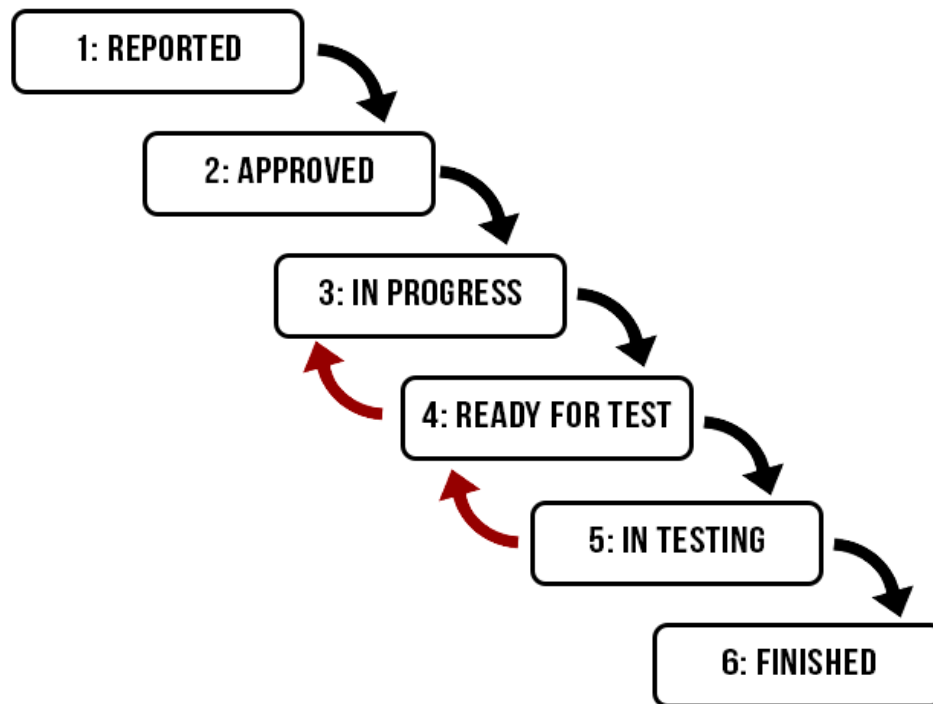 1: REPORTED
2: APPROVED
3: IN PROGRESS
4: READY FOR TEST
5: IN TESTING
6: FINISHED